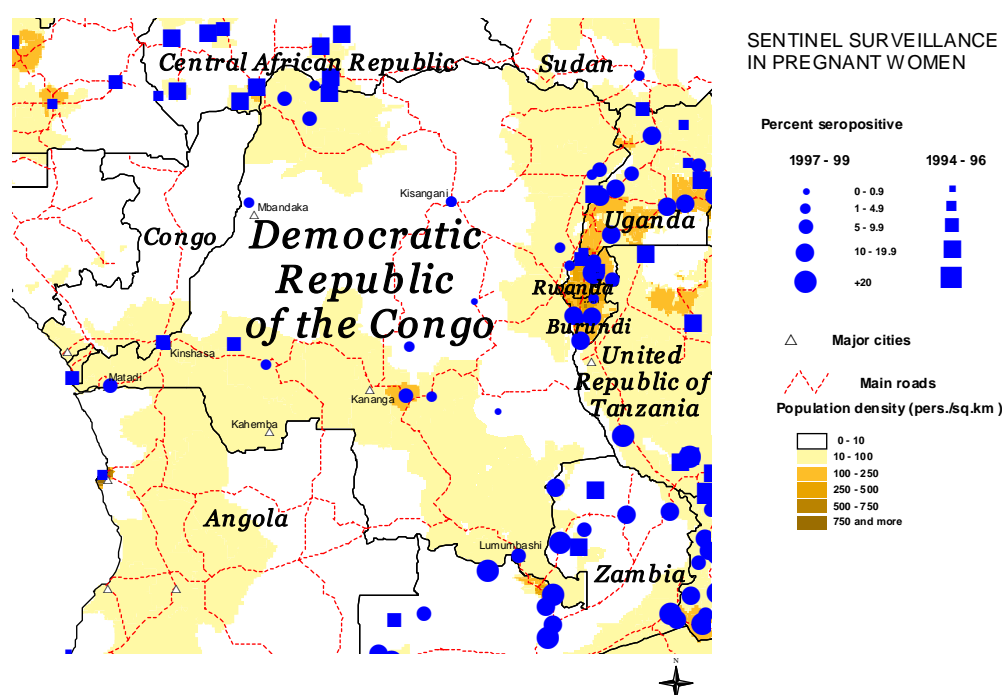 SENTINEL SURVEILLANCE
IN PREGNANT WOMEN
Central African Republic
Sudan
Percent seropositive
1997 - 99
1994 - 96
0 - 0.9
1 - 4.9
5 - 9.9
10 - 19.9
+20
Kisangani
Mbandaka
Congo
Uganda
Democratic
Republic
of the Congo
Rwanda
Burundi
Kinshasa
Matadi
United
Republic of
Tanzania
Major cities
Main roads
Kananga
Kahemba
Population density (pers./sq.km)
0 - 10
10 - 100
100 - 250
250 - 500
500 - 750
750 and more
Angola
Lumumbashi
Zambia
N